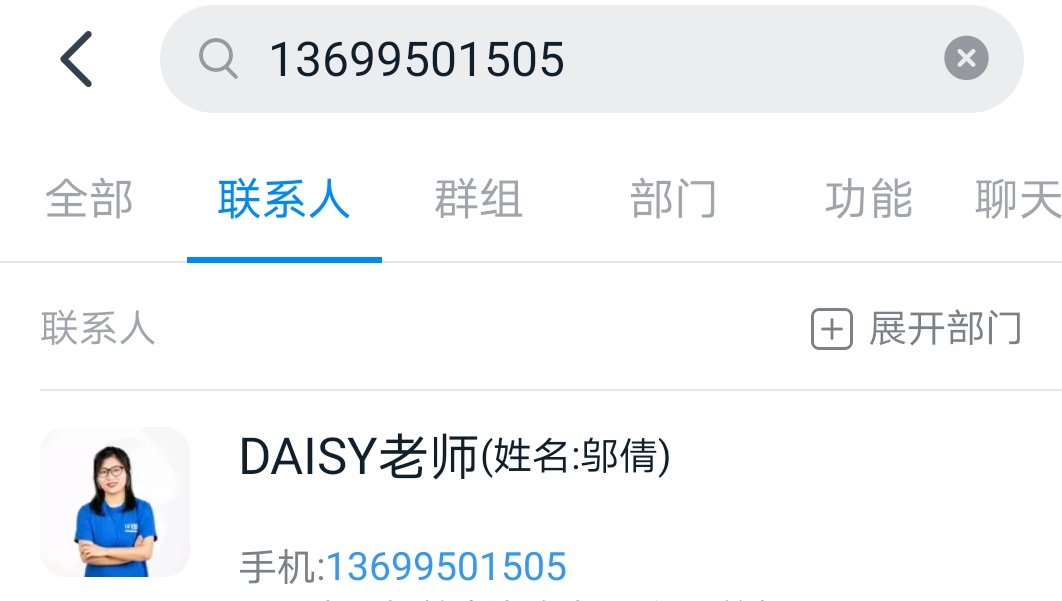 13699501505
全部 联系人 群组 部门 功能 聊天
联系人 展开部门
DAISY老师(姓名:邬倩)
手机:13699501505